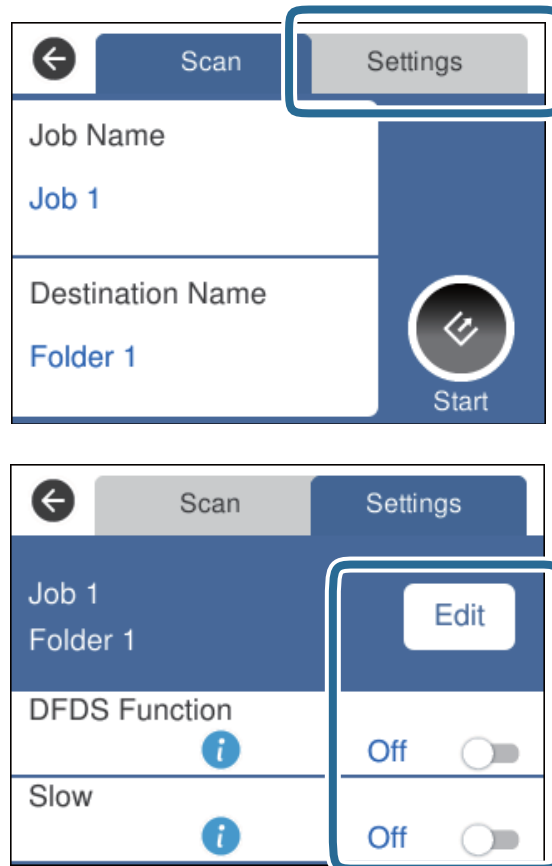 Scan Settings
Job Name
Job 1
Destination Name
Folder 1
Start
Scan Settings
Job 1
Folder 1
Edit
DFDS Function
i Off
Slow
i Off